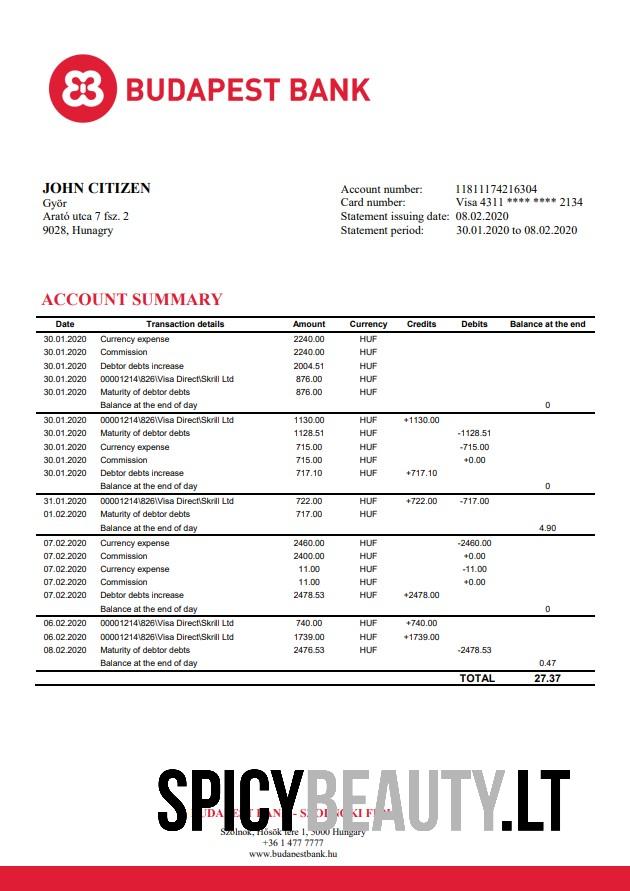 BUDAPEST BANK
JOHN CITIZEN
Györ
Arató utca 7 fsz. 2
9028, Hunagry
Account number: 11811174216304
Card number: Visa 4311 **** **** 2134
Statement issuing date: 08.02.2020
Statement period: 30.01.2020 to 08.02.2020
ACCOUNT SUMMARY
Date Transaction details Amount Currency Credits Debits Balance at the end
30.01.2020 Currency expense 2240.00 HUF
30.01.2020 Commission 2240.00 HUF
30.01.2020 Debtor debts increase 2004.51 HUF
30.01.2020 00001214\826\Visa Direct\Skrill Ltd 876.00 HUF
30.01.2020 Maturity of debtor debts 876.00 HUF
Balance at the end of day 0
30.01.2020 00001214\826\Visa Direct\Skrill Ltd 1130.00 HUF +1130.00
30.01.2020 Maturity of debtor debts 1128.51 HUF -1128.51
30.01.2020 Currency expense 715.00 HUF -715.00
30.01.2020 Commission 715.00 HUF +0.00
30.01.2020 Debtor debts increase 717.10 HUF +717.10
Balance at the end of day 0
31.01.2020 00001214\826\Visa Direct\Skrill Ltd 722.00 HUF +722.00 -717.00
01.02.2020 Maturity of debtor debts 717.00 HUF
Balance at the end of day 4.90
07.02.2020 Currency expense 2460.00 HUF -2460.00
07.02.2020 Commission 2400.00 HUF +0.00
07.02.2020 Currency expense 11.00 HUF -11.00
07.02.2020 Commission 11.00 HUF +0.00
07.02.2020 Debtor debts increase 2478.53 HUF +2478.00
Balance at the end of day 0
06.02.2020 00001214\826\Visa Direct\Skrill Ltd 740.00 HUF +740.00
06.02.2020 00001214\826\Visa Direct\Skrill Ltd 1739.00 HUF +1739.00
08.02.2020 Maturity of debtor debts 2476.53 HUF -2478.53
Balance at the end of day 0.47
TOTAL 27.37
SPICYBEAUTY.LT
Szolnok, Hősök tere 1, 5000 Hungary
+36 1 477 7777
www.budapestbank.hu